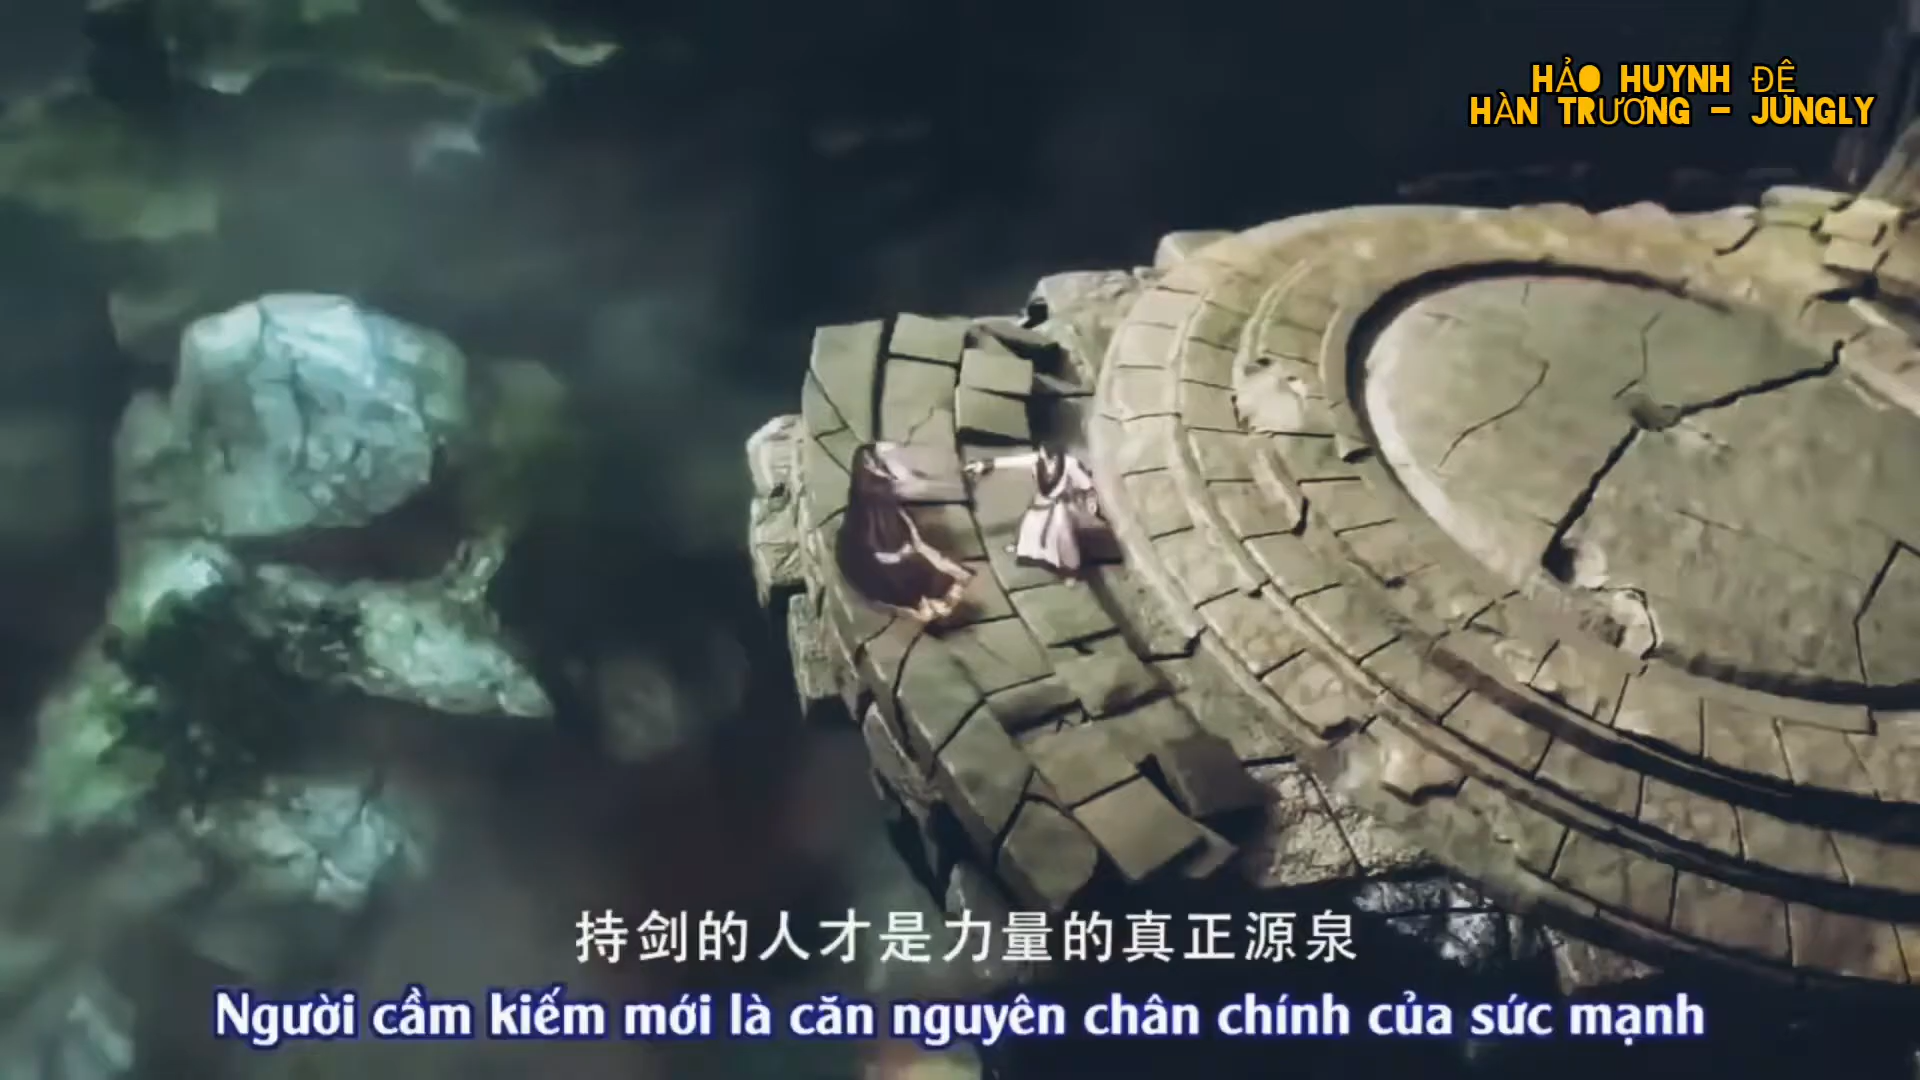 HẢO HUYNH ĐỆ
HÀN TRƯƠNG - JUNGLY
持剑的人才是力量的真正源泉
Người cầm kiếm mới là căn nguyên chân chính của sức mạnh